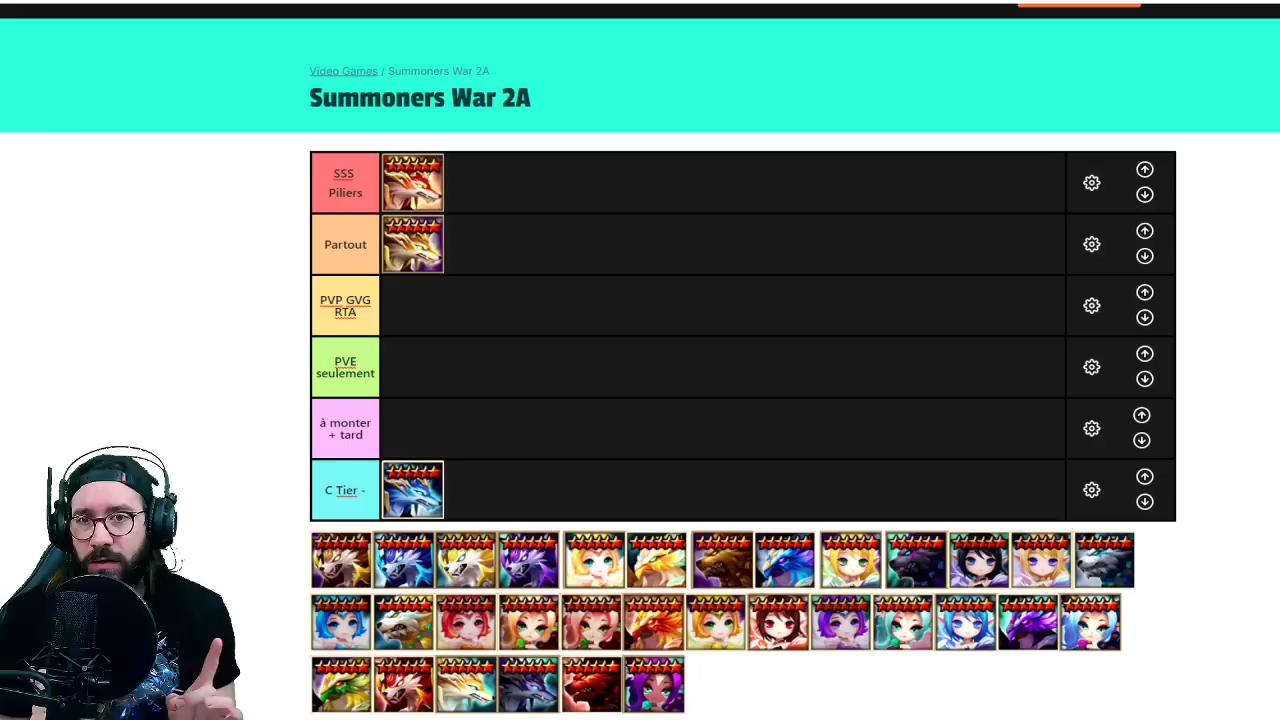 Video Games / Summoners War 2A
Summoners War 2A
SSS
Piliers
Partout
PVP GVG
RTA
PVE
seulement
à monter
+ tard
C Tier -